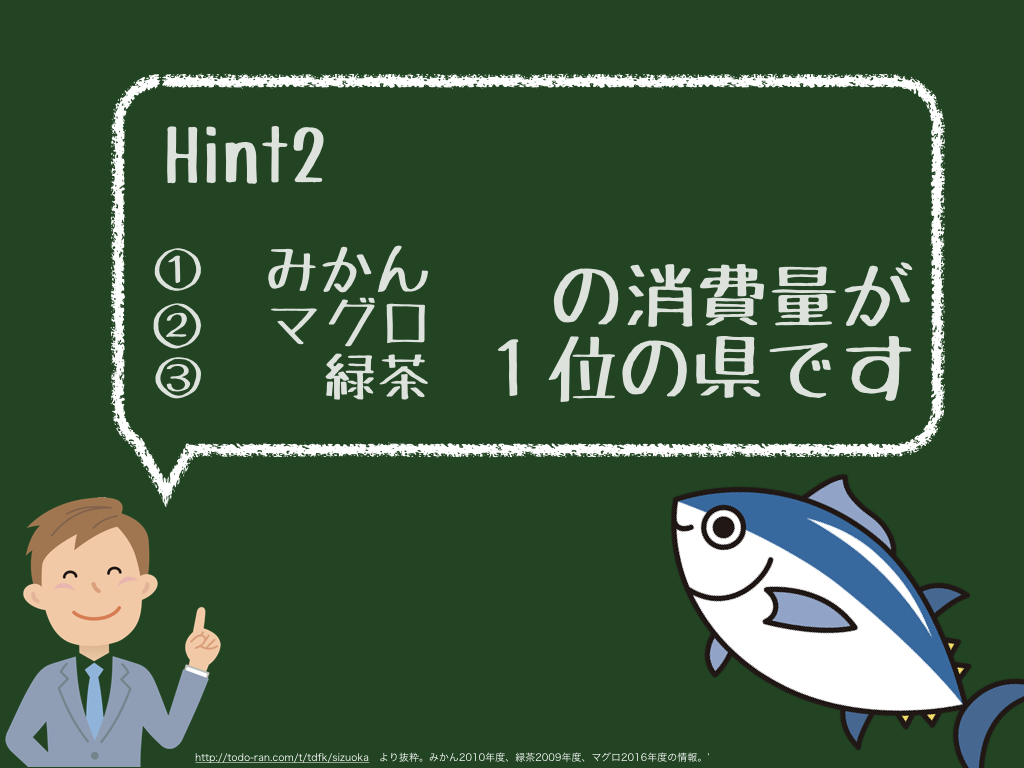 Hint2
① みかん
② マグロ
③ 緑茶
の消費量が
１位の県です
http://todo-ran.com/t/tdfk/sizuoka より抜粋。みかん2010年度、緑茶2009年度、マグロ2016年度の情報。'